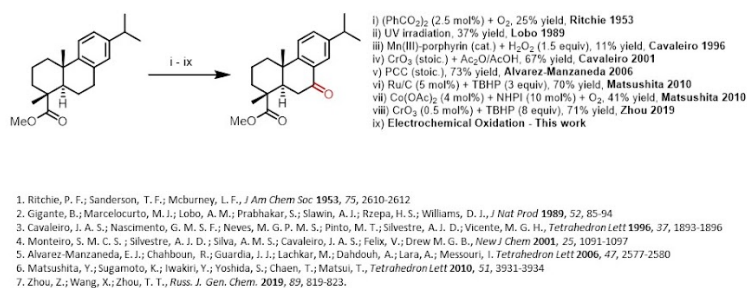 i) (PhCO₂)₂ (2.5 mol%) + O₂, 25% yield, Ritchie 1953
ii) UV irradiation, 37% yield, Lobo 1989
iii) Mn(III)-porphyrin (cat.) + H₂O₂ (1.5 equiv), 11% yield, Cavaleiro 1996
iv) CrO₃ (stoic.) + Ac₂O/AcOH, 67% yield, Cavaleiro 2001
v) PCC (stoic.), 73% yield, Alvarez-Manzaneda 2006
vi) Ru/C (5 mol%) + TBHP (3 equiv), 70% yield, Matsushita 2010
vii) Co(OAc)₂ (4 mol%) + NHPI (10 mol%) + O₂, 41% yield, Matsushita 2010
viii) CrO₃ (0.5 mol%) + TBHP (8 equiv), 71% yield, Zhou 2019
ix) Electrochemical Oxidation - This work
i - ix
H
MeO
O
H
O
MeO
O
1. Ritchie, P. F.; Sanderson, T. F.; Mcburney, L. F., J Am Chem Soc 1953, 75, 2610-2612
2. Gigante, B.; Marcelocurto, M. J.; Lobo, A. M.; Prabhakar, S.; Slawin, A. J.; Rzepa, H. S.; Williams, D. J., J Nat Prod 1989, 52, 85-94
3. Cavaleiro, J. A. S.; Nascimento, G. M. S. F.; Neves, M. G. P. M. S.; Pinto, M. T.; Silvestre, A. J. D.; Vicente, M. G. H., Tetrahedron Lett 1996, 37, 1893-1896
4. Monteiro, S. M. C. S.; Silvestre, A. J. D.; Silva, A. M. S.; Cavaleiro, J. A. S.; Felix, V.; Drew M. G. B., New J Chem 2001, 25, 1091-1097
5. Alvarez-Manzaneda, E. J.; Chahboun, R.; Guardia, J. J.; Lachkar, M.; Dahdouh, A.; Lara, A.; Messouri, I. Tetrahedron Lett 2006, 47, 2577-2580
6. Matsushita, Y.; Sugamoto, K.; Iwakiri, Y.; Yoshida, S.; Chaen, T.; Matsui, T., Tetrahedron Lett 2010, 51, 3931-3934
7. Zhou, Z.; Wang, X.; Zhou, T. T., Russ. J. Gen. Chem. 2019, 89, 819-823.